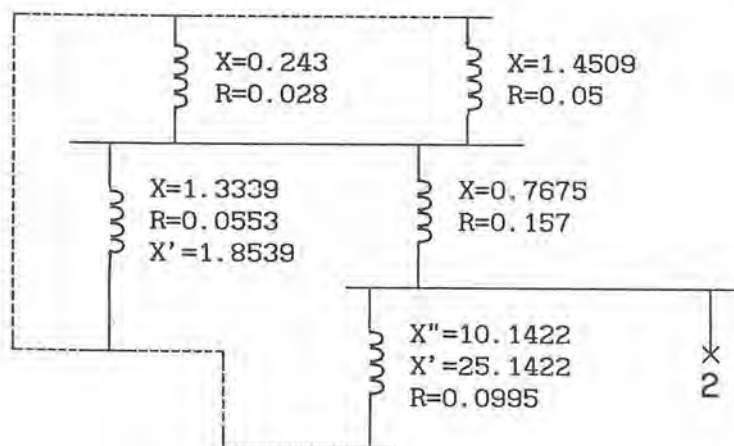 X=0.243
R=0.028
X=1.4509
R=0.05
X=1.3339
R=0.0553
X'=1.8539
X=0.7675
R=0.157
X"=10.1422
X'=25.1422
R=0.0995
X
2